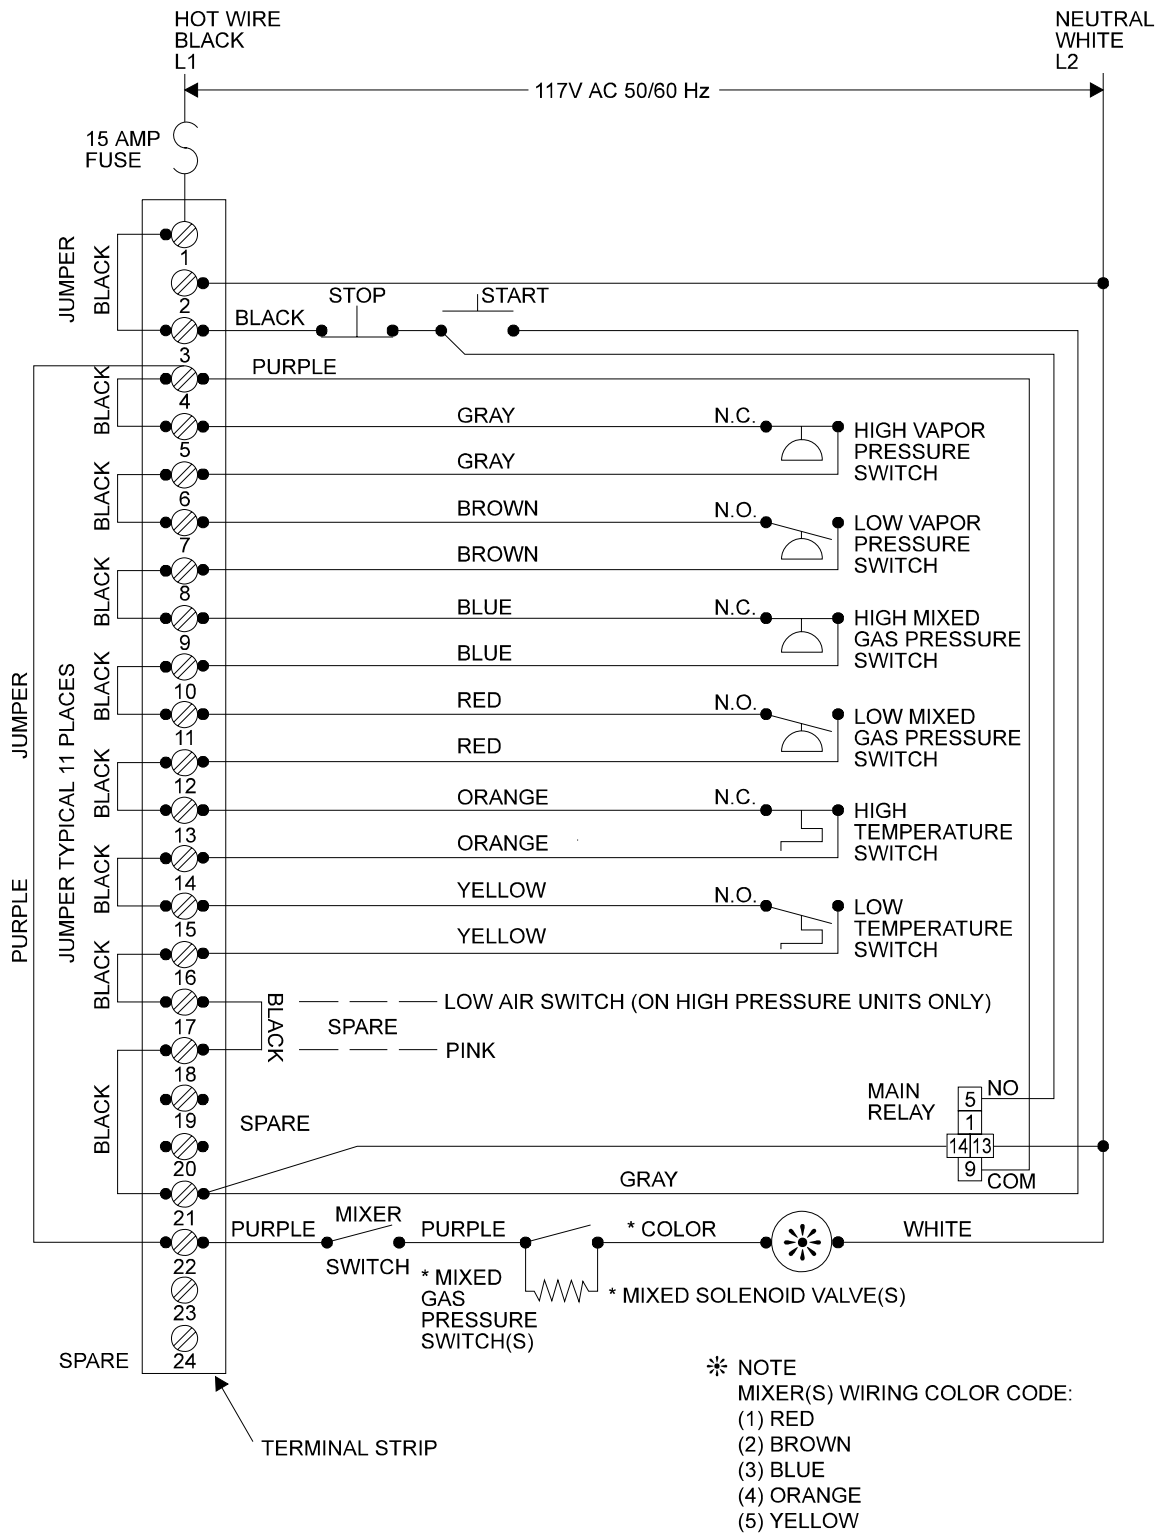 HOT WIRE
BLACK
L1
NEUTRAL
WHITE
L2
117V AC 50/60 Hz
15 AMP
FUSE
JUMPER
BLACK
1
2
BLACK
STOP
START
3
PURPLE
BLACK
4
GRAY
N.C.
HIGH VAPOR
PRESSURE
SWITCH
5
GRAY
BLACK
6
BROWN
N.O.
LOW VAPOR
PRESSURE
SWITCH
7
BROWN
BLACK
8
BLUE
N.C.
HIGH MIXED
GAS PRESSURE
SWITCH
9
BLUE
BLACK
10
RED
N.O.
LOW MIXED
GAS PRESSURE
SWITCH
11
RED
BLACK
12
ORANGE
N.C.
HIGH
TEMPERATURE
SWITCH
13
ORANGE
BLACK
14
YELLOW
N.O.
LOW
TEMPERATURE
SWITCH
15
YELLOW
BLACK
16
JUMPER
PURPLE
JUMPER TYPICAL 11 PLACES
BLACK
LOW AIR SWITCH (ON HIGH PRESSURE UNITS ONLY)
17
SPARE
PINK
18
BLACK
19
SPARE
20
MAIN
RELAY
5
NO
1
14
13
9
COM
GRAY
21
PURPLE
MIXER
SWITCH
PURPLE
* COLOR
WHITE
22
* MIXED
GAS
PRESSURE
SWITCH(S)
* MIXED SOLENOID VALVE(S)
23
SPARE
24
TERMINAL STRIP
NOTE
MIXER(S) WIRING COLOR CODE:
(1) RED
(2) BROWN
(3) BLUE
(4) ORANGE
(5) YELLOW